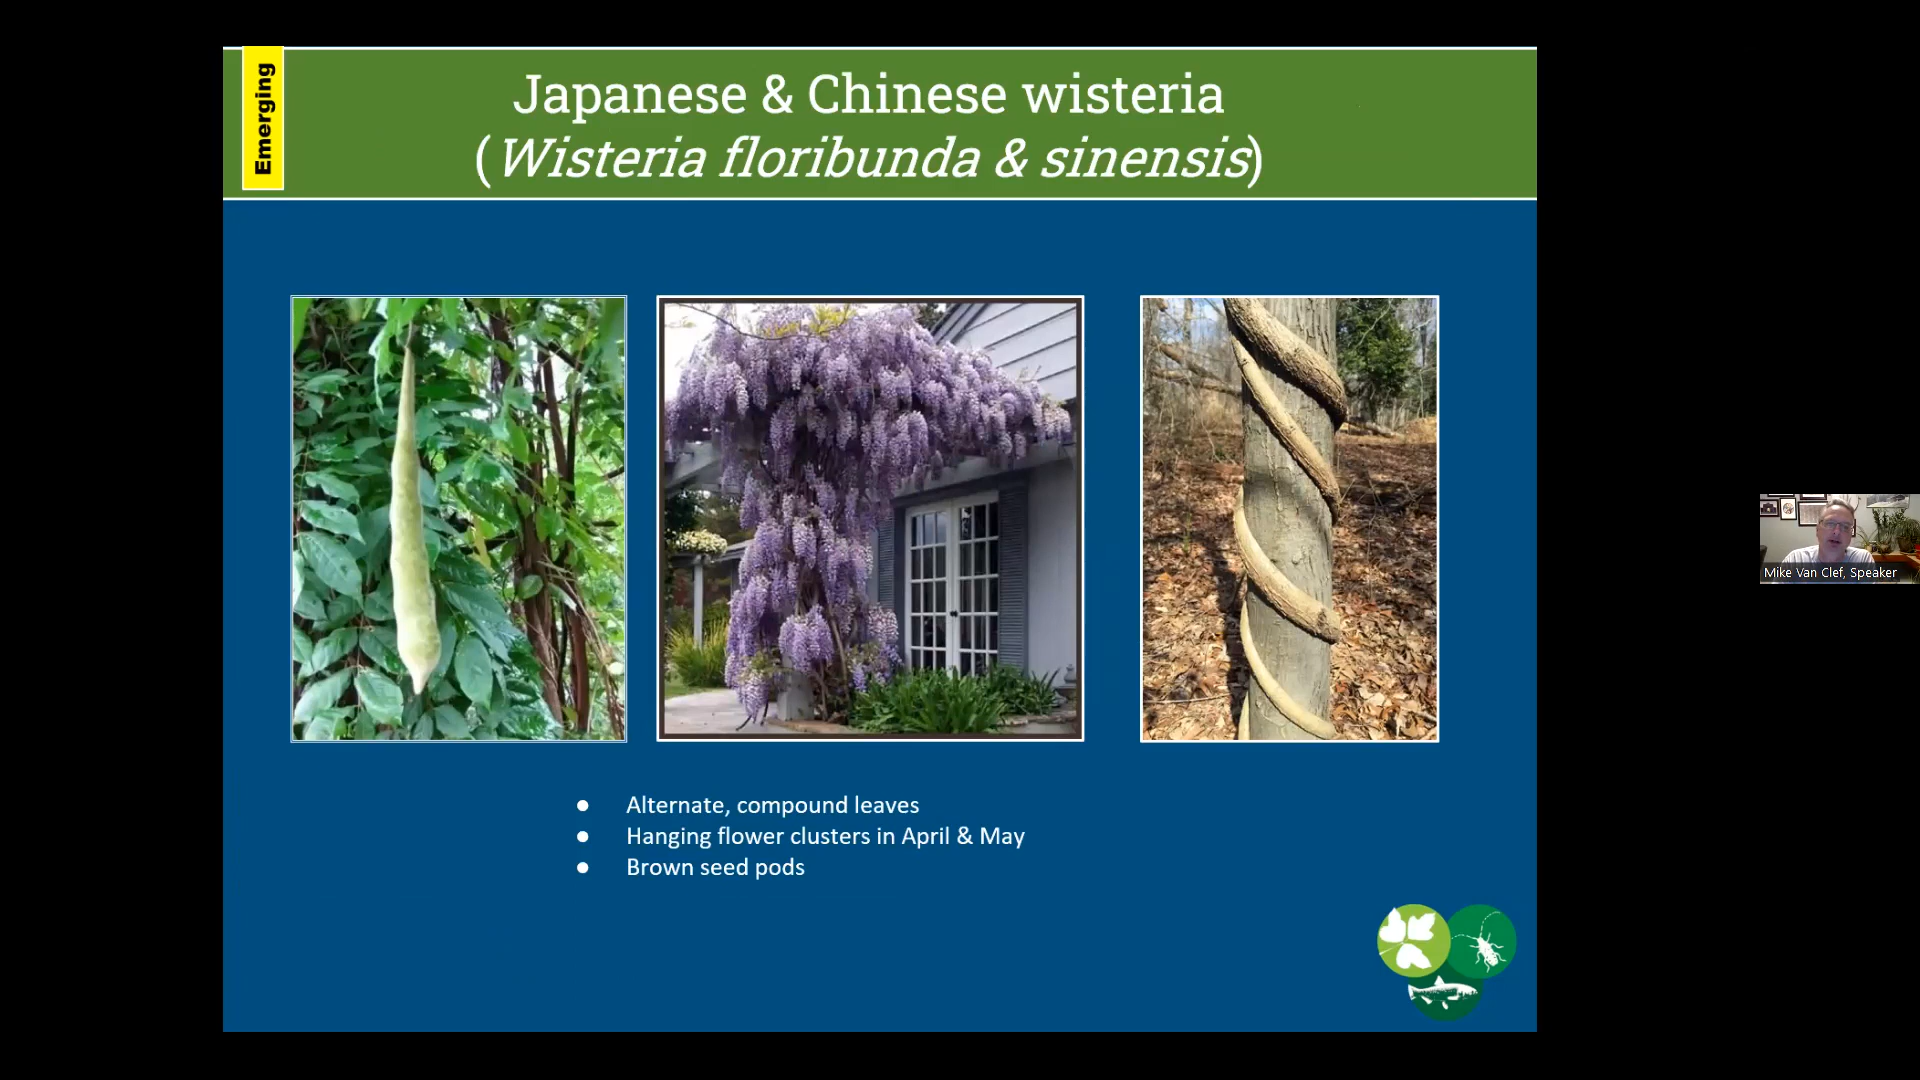 Emerging
Japanese & Chinese wisteria
(Wisteria floribunda & sinensis)
● Alternate, compound leaves
● Hanging flower clusters in April & May
● Brown seed pods
Mike Van Clef, Speaker